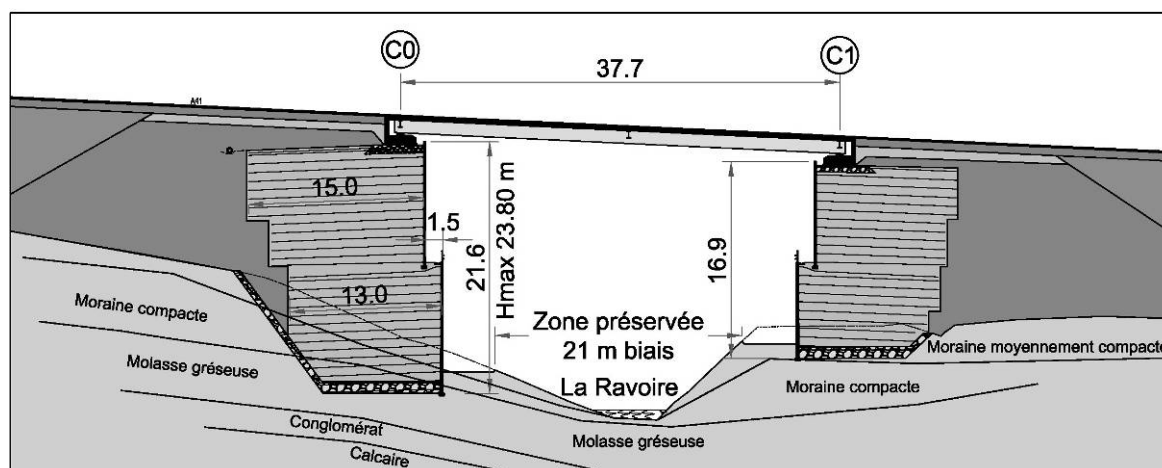 C0
C1
37.7
A41
15.0
1.5
21.6
Hmax 23.80 m
16.9
13.0
Zone préservée
21 m biais
La Ravoire
Moraine compacte
Molasse gréseuse
Conglomérat
Calcaire
Moraine moyennement compacte
Moraine compacte
Molasse gréseuse